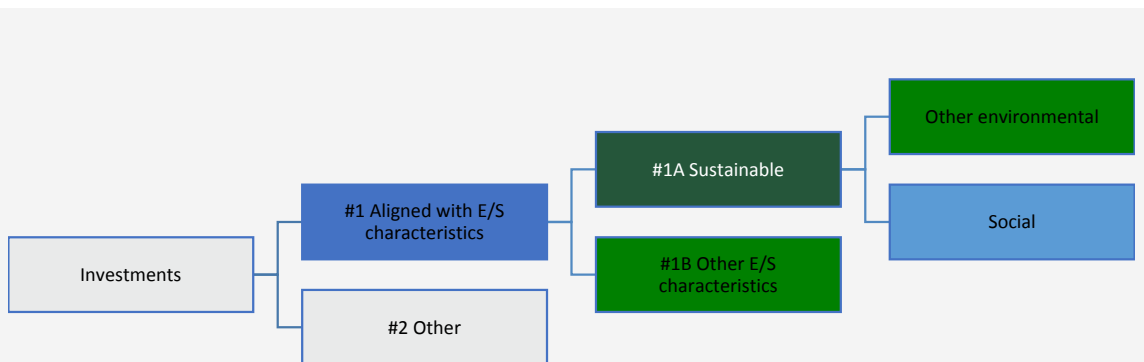 Other environmental
#1A Sustainable
#1 Aligned with E/S
characteristics
Social
Investments
#1B Other E/S
characteristics
#2 Other